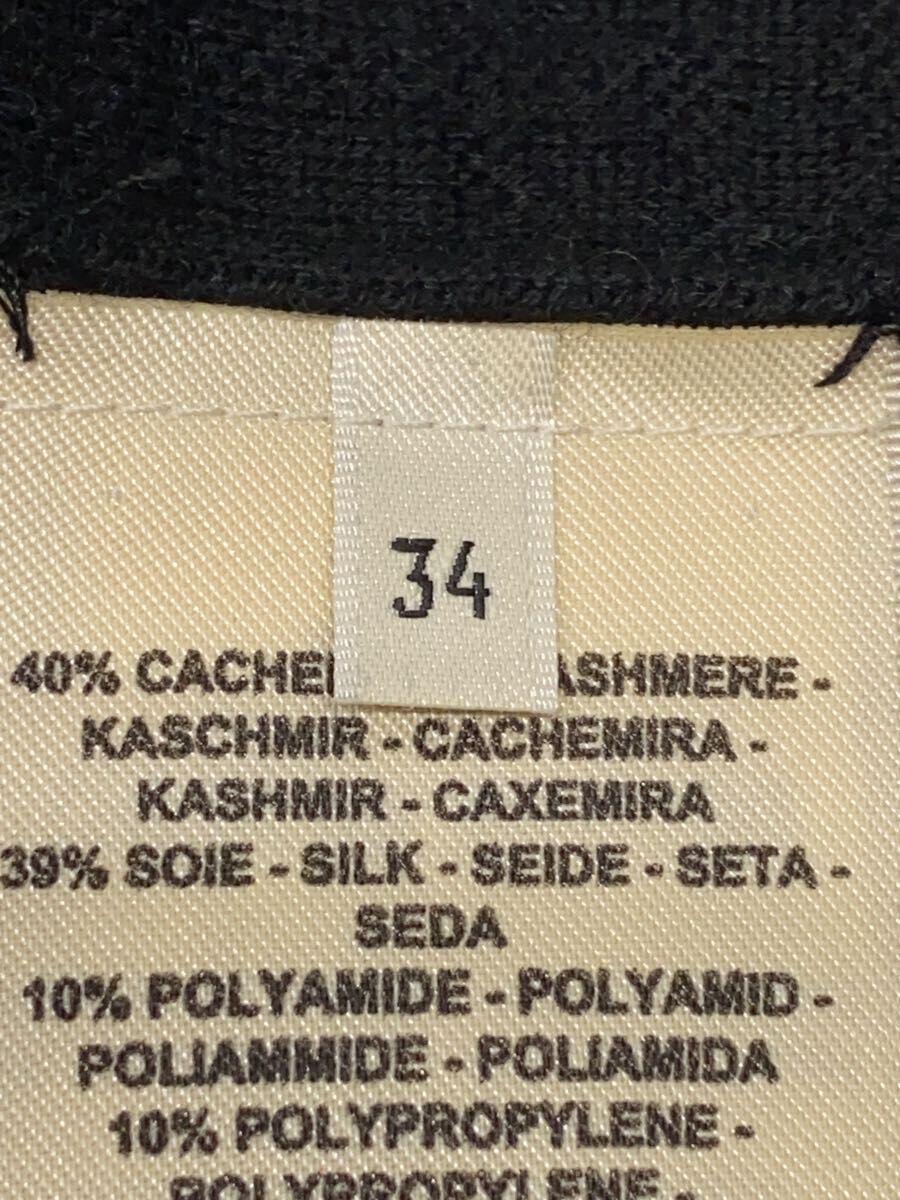 34
40% CACHE ASHMERE -
KASCHMIR - CACHEMIRA -
KASHMIR - CAXEMIRA
39% SOIE - SILK - SEIDE - SETA -
SEDA
10% POLYAMIDE - POLYAMID -
POLIAMMIDE - POLIAMIDA
10% POLYPROPYLENE -
POLYPROPYLENE -